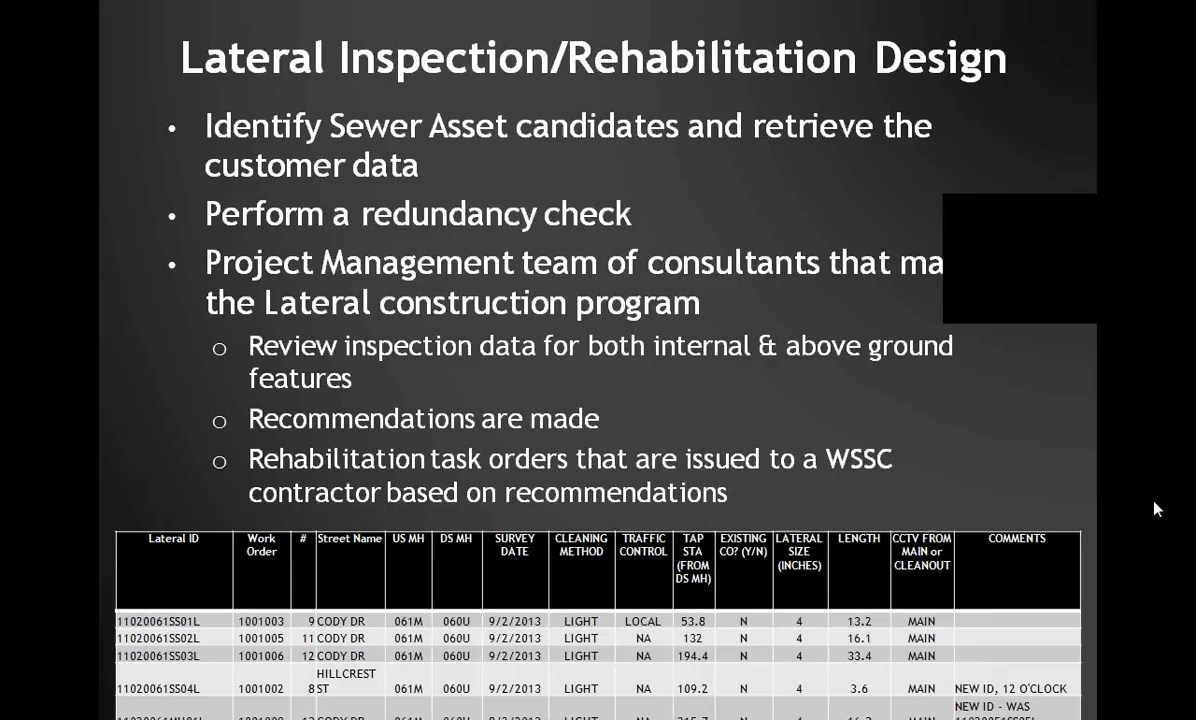 Lateral Inspection/Rehabilitation Design
• Identify Sewer Asset candidates and retrieve the
customer data
• Perform a redundancy check
• Project Management team of consultants that
the Lateral construction program
o Review inspection data for both internal & above ground
features
o Recommendations are made
o Rehabilitation task orders that are issued to a WSSC
contractor based on recommendations
Lateral ID Work Order # Street Name US MH DS MH SURVEY DATE CLEANING METHOD TRAFFIC CONTROL TAP STA (FROM DS MH) EXISTING CO? (Y/N) LATERAL SIZE (INCHES) LENGTH CCTV FROM MAIN or CLEANOUT COMMENTS
11020061SS01L 1001003 9 CODY DR 061M 060U 9/2/2013 LIGHT LOCAL 53.8 N 4 13.2 MAIN
11020061SS02L 1001005 11 CODY DR 061M 060U 9/2/2013 LIGHT NA 132 N 4 16.1 MAIN
11020061SS03L 1001006 12 CODY DR 061M 060U 9/2/2013 LIGHT NA 194.4 N 4 33.4 MAIN
11020061SS04L 1001002 8 HILLCREST ST 061M 060U 9/2/2013 LIGHT NA 109.2 N 4 3.6 MAIN NEW ID, 12 O'CLOCK
NEW ID - WAS